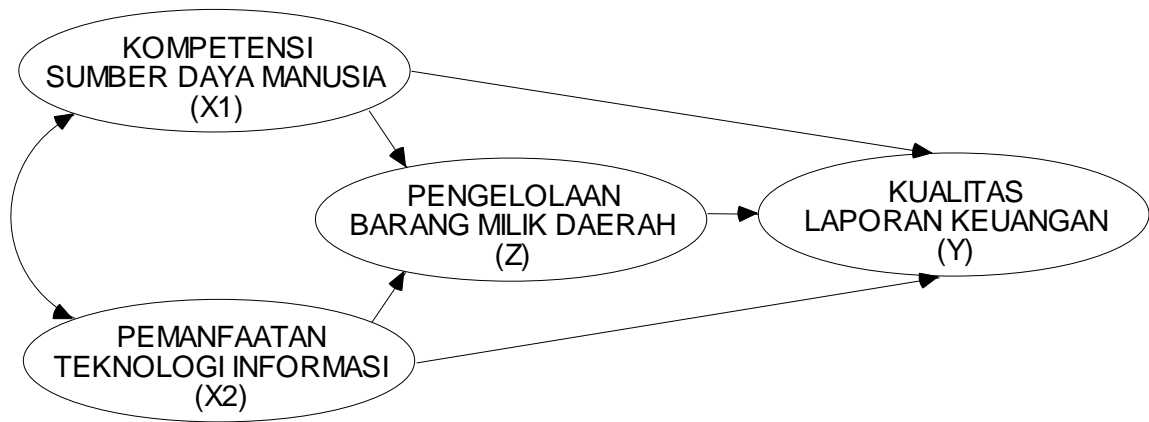 KOMPETENSI
SUMBER DAYA MANUSIA
(X1)
PENGELOLAAN
BARANG MILIK DAERAH
(Z)
KUALITAS
LAPORAN KEUANGAN
(Y)
PEMANFAATAN
TEKNOLOGI INFORMASI
(X2)